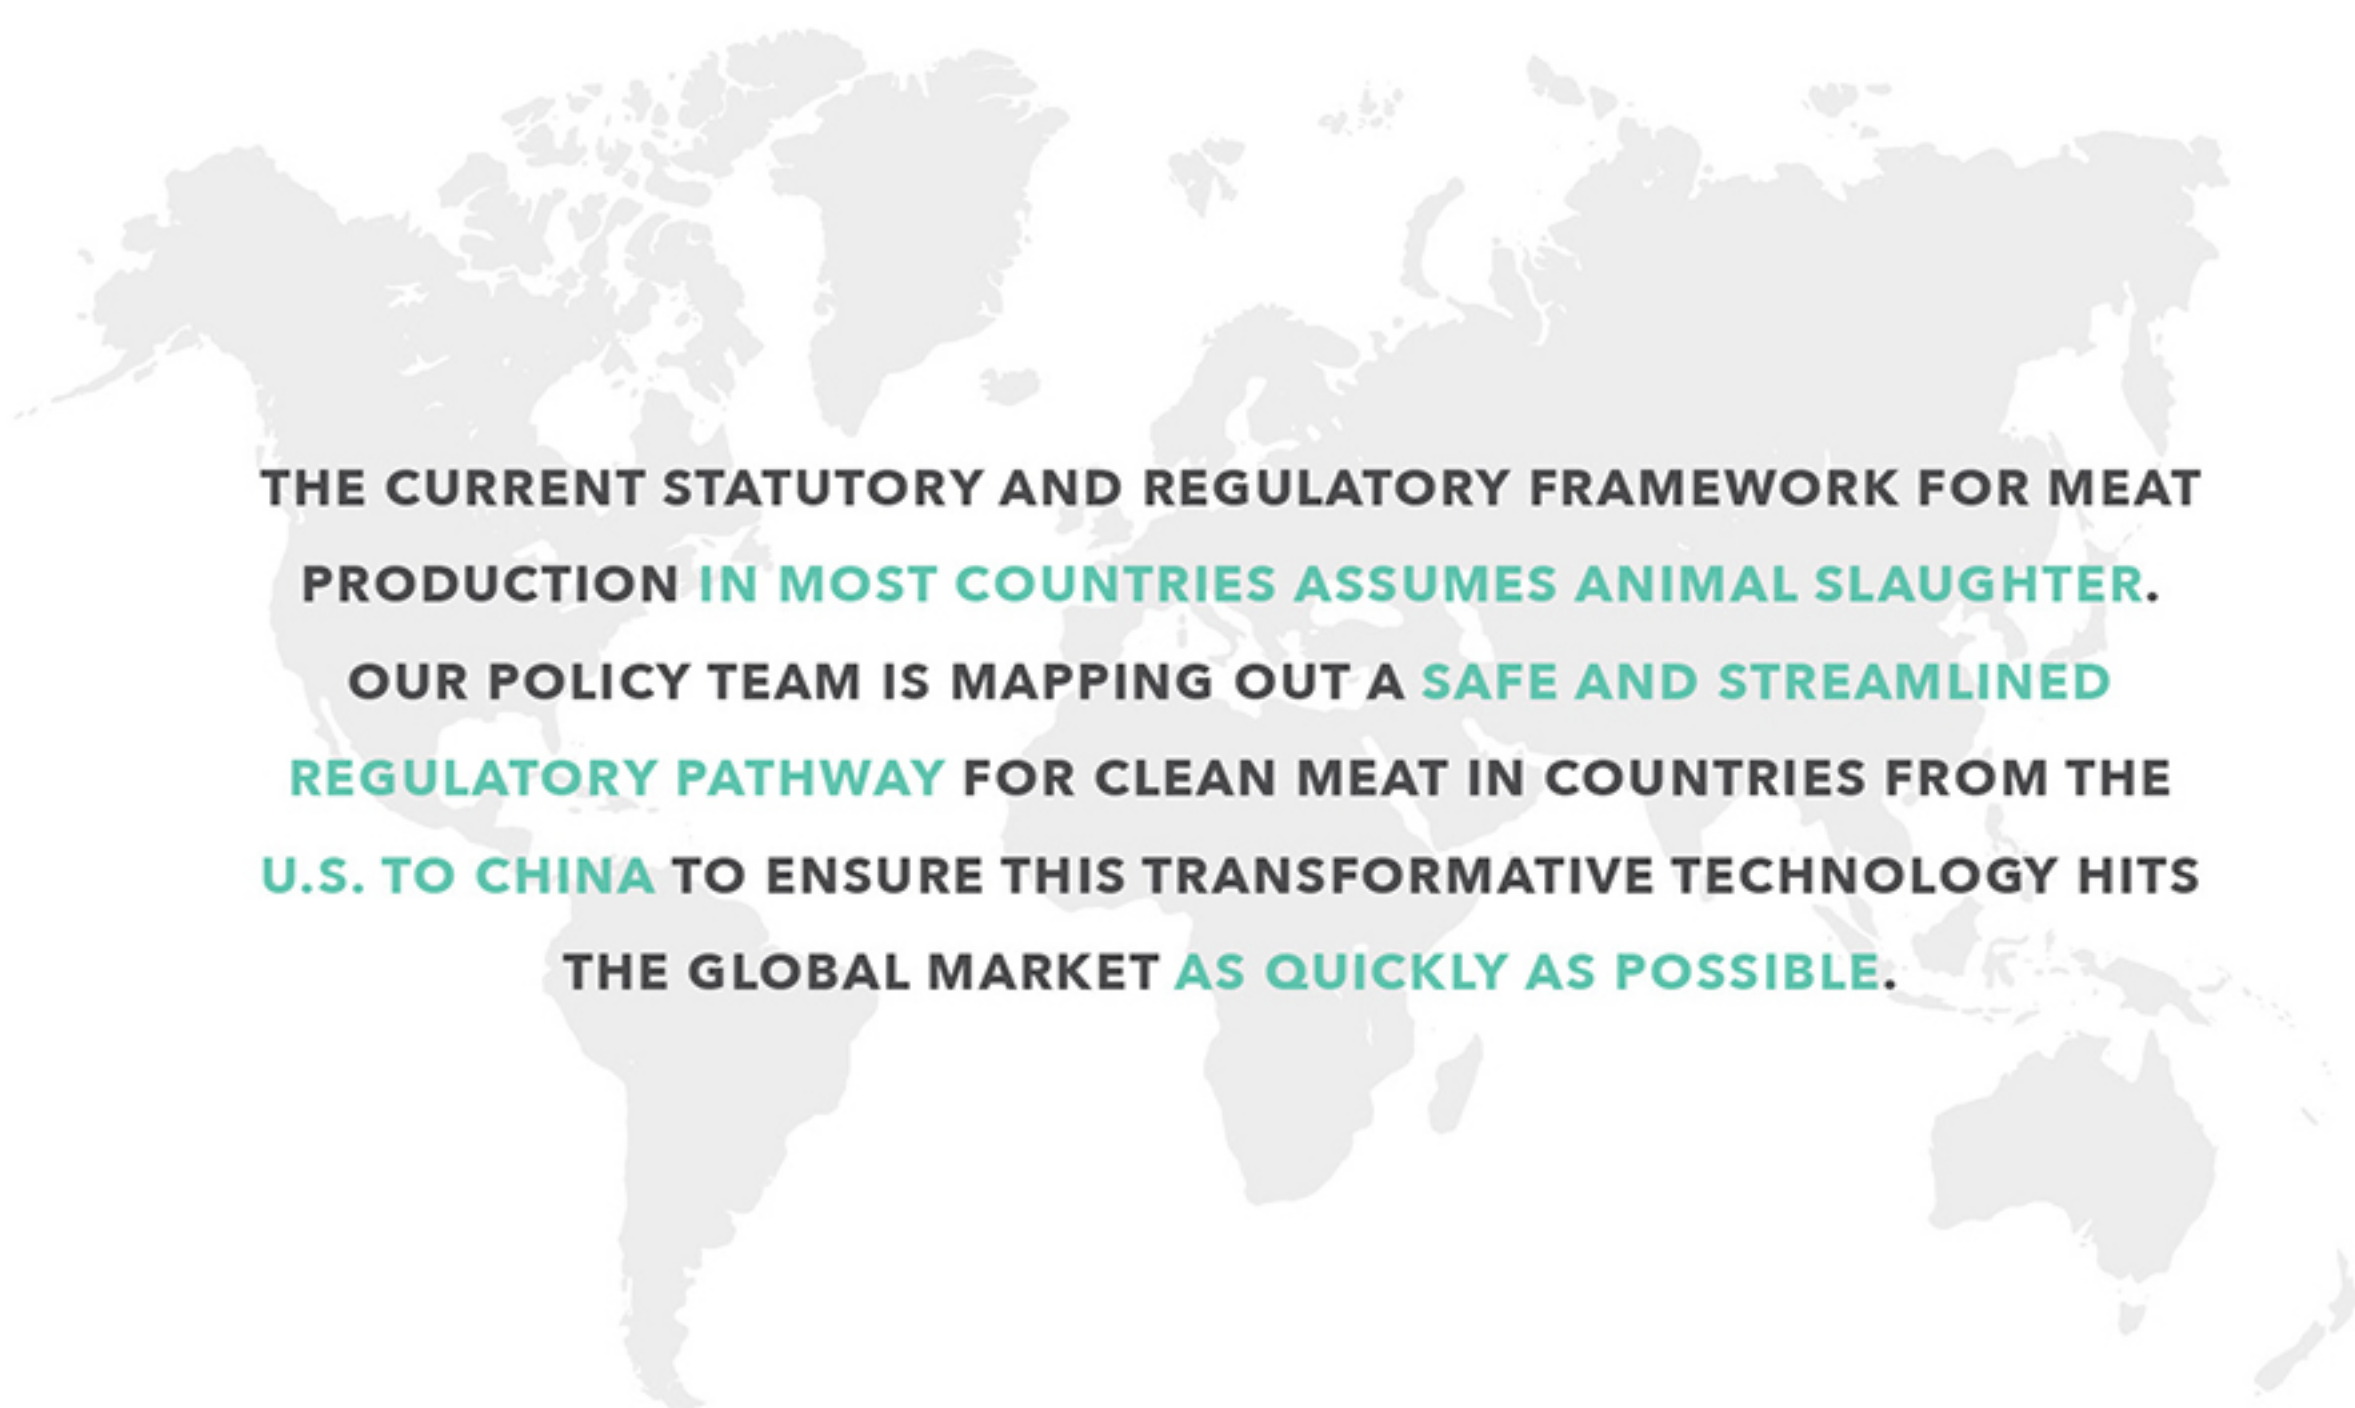 THE CURRENT STATUTORY AND REGULATORY FRAMEWORK FOR MEAT
PRODUCTION IN MOST COUNTRIES ASSUMES ANIMAL SLAUGHTER.
OUR POLICY TEAM IS MAPPING OUT A SAFE AND STREAMLINED
REGULATORY PATHWAY FOR CLEAN MEAT IN COUNTRIES FROM THE
U.S. TO CHINA TO ENSURE THIS TRANSFORMATIVE TECHNOLOGY HITS
THE GLOBAL MARKET AS QUICKLY AS POSSIBLE.